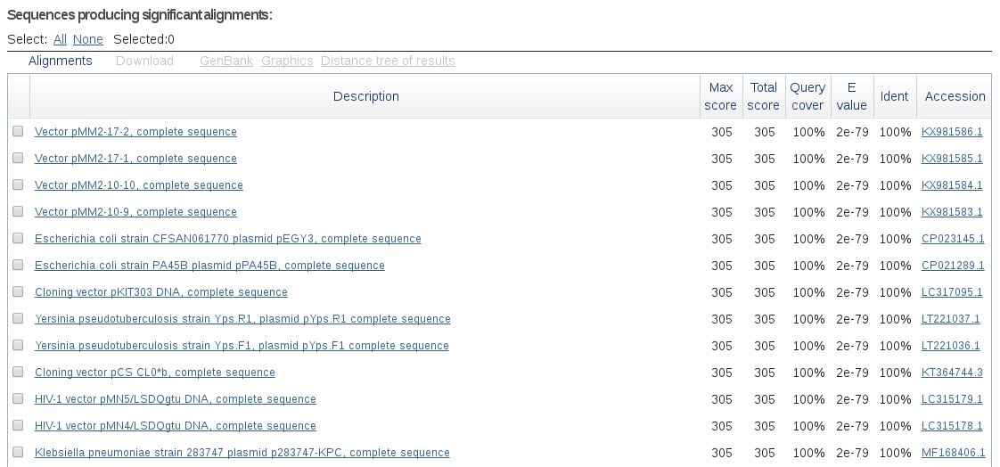 Sequences producing significant alignments:
Select: All None Selected:0
Alignments Download GenBank Graphics Distance tree of results
Description Max score Total score Query cover E value Ident Accession
Vector pMM2-17-2, complete sequence 305 305 100% 2e-79 100% KX981586.1
Vector pMM2-17-1, complete sequence 305 305 100% 2e-79 100% KX981585.1
Vector pMM2-10-10, complete sequence 305 305 100% 2e-79 100% KX981584.1
Vector pMM2-10-9, complete sequence 305 305 100% 2e-79 100% KX981583.1
Escherichia coli strain CFSAN061770 plasmid pEGY3, complete sequence 305 305 100% 2e-79 100% CP023145.1
Escherichia coli strain PA45B plasmid pPA45B, complete sequence 305 305 100% 2e-79 100% CP021289.1
Cloning vector pKIT303 DNA, complete sequence 305 305 100% 2e-79 100% LC317095.1
Yersinia pseudotuberculosis strain Yps.R1, plasmid pYps.R1 complete sequence 305 305 100% 2e-79 100% LT221037.1
Yersinia pseudotuberculosis strain Yps.F1, plasmid pYps.F1 complete sequence 305 305 100% 2e-79 100% LT221036.1
Cloning vector pCS CL0*b, complete sequence 305 305 100% 2e-79 100% KT364744.3
HIV-1 vector pMN5/LSDQgtu DNA, complete sequence 305 305 100% 2e-79 100% LC315179.1
HIV-1 vector pMN4/LSDQgtu DNA, complete sequence 305 305 100% 2e-79 100% LC315178.1
Klebsiella pneumoniae strain 283747 plasmid p283747-KPC, complete sequence 305 305 100% 2e-79 100% MF168406.1